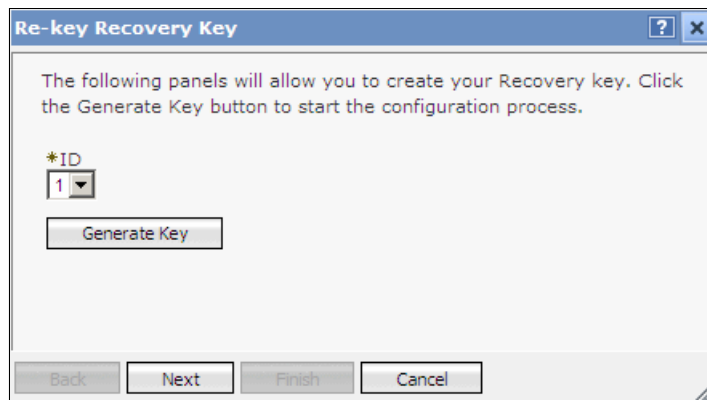 Re-key Recovery Key
?
The following panels will allow you to create your Recovery key. Click
the Generate Key button to start the configuration process.
*ID
1
Generate Key
Back Next Finish Cancel